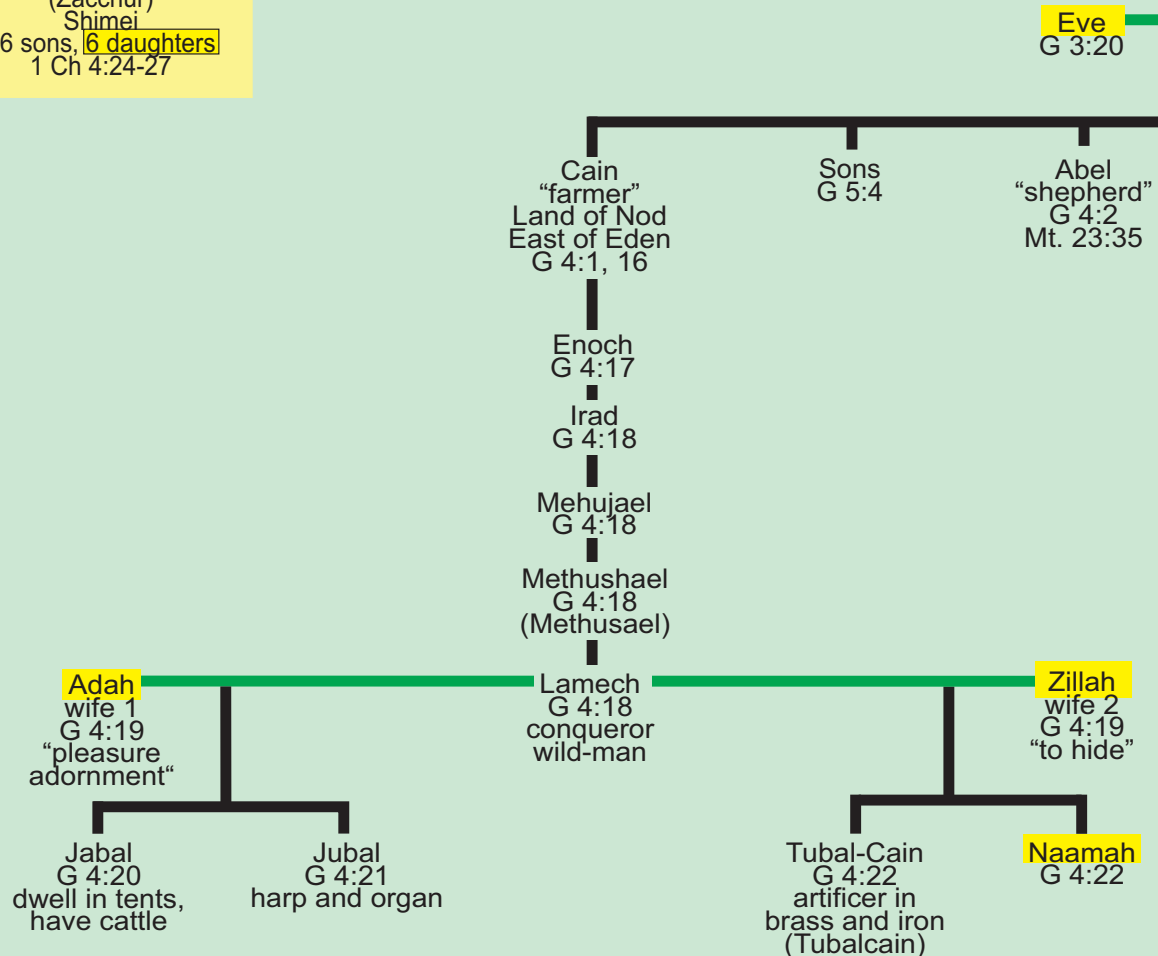 (Zacchur)
Shimei
6 sons, 6 daughters
1 Ch 4:24-27
Eve
G 3:20
Cain
“farmer”
Land of Nod
East of Eden
G 4:1, 16
Sons
G 5:4
Abel
“shepherd”
G 4:2
Mt. 23:35
Enoch
G 4:17
Irad
G 4:18
Mehujael
G 4:18
Methushael
G 4:18
(Methusael)
Adah
wife 1
G 4:19
“pleasure
adornment“
Lamech
G 4:18
conqueror
wild-man
Zillah
wife 2
G 4:19
“to hide”
Jabal
G 4:20
dwell in tents,
have cattle
Jubal
G 4:21
harp and organ
Tubal-Cain
G 4:22
artificer in
brass and iron
(Tubalcain)
Naamah
G 4:22